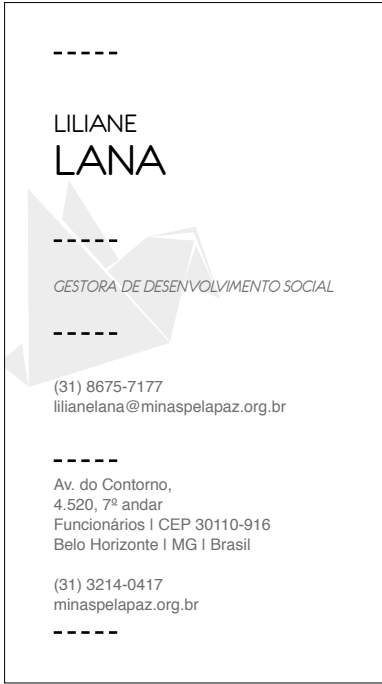 LILIANE
LANA
GESTORA DE DESENVOLVIMENTO SOCIAL
(31) 8675-7177
lilianelana@minaspelapaz.org.br
Av. do Contorno,
4.520, 7º andar
Funcionários l CEP 30110-916
Belo Horizonte l MG l Brasil
(31) 3214-0417
minaspelapaz.org.br